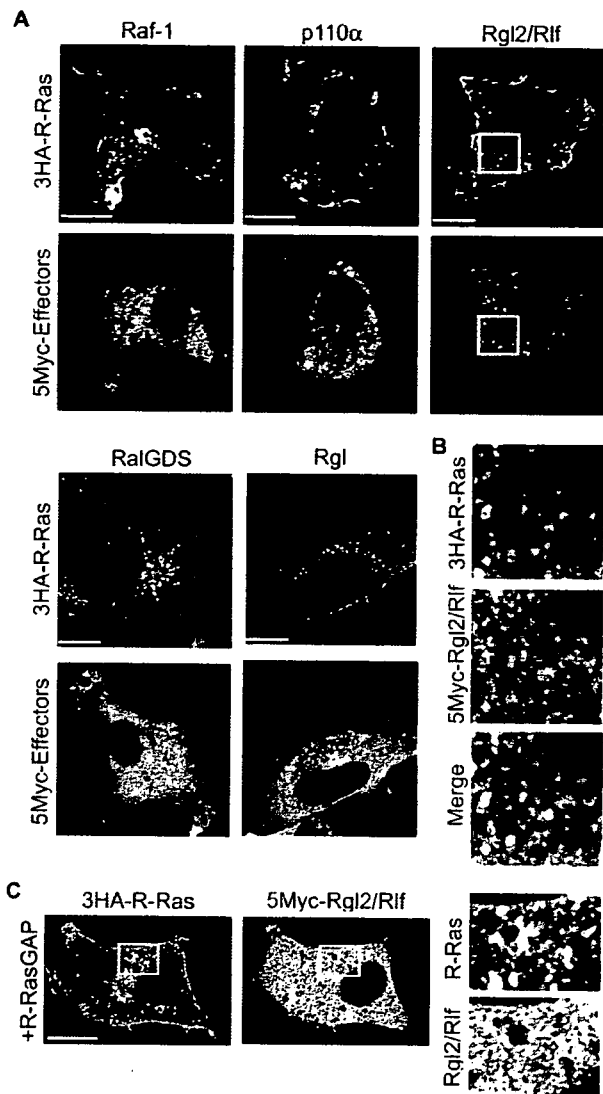 A
Raf-1
p110α
Rgl2/Rlf
3HA-R-Ras
5Myc-Effectors
RalGDS
Rgl
3HA-R-Ras
5Myc-Effectors
B
3HA-R-Ras
5Myc-Rgl2/Rlf
Merge
C
3HA-R-Ras
5Myc-Rgl2/Rlf
+R-RasGAP
R-Ras
Rgl2/Rlf